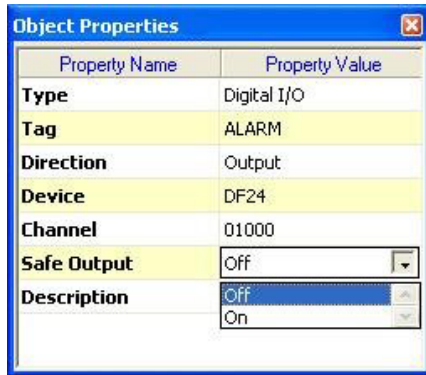 Object Properties
Property Name Property Value
Type Digital I/O
Tag ALARM
Direction Output
Device DF24
Channel 01000
Safe Output Off
Description Off
On